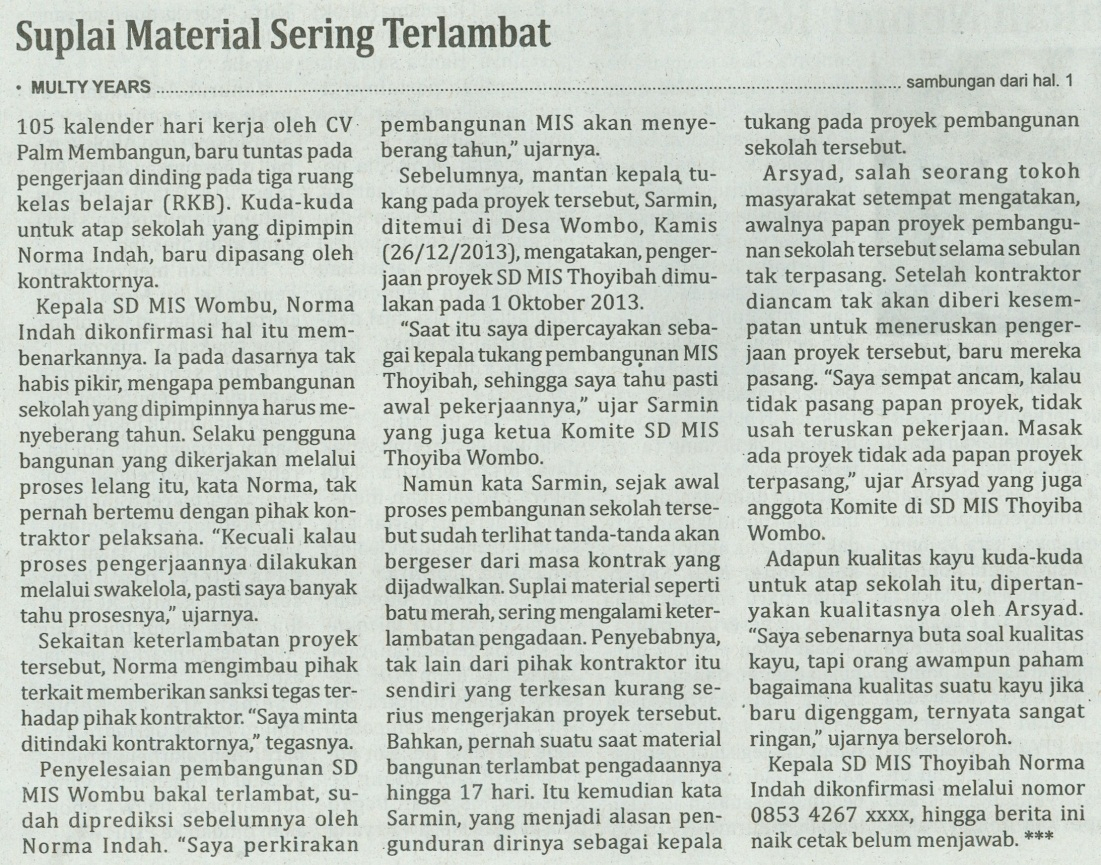 Suplai Material Sering Terlambat
• MULTY YEARS ........................................ sambungan dari hal. 1
105 kalender hari kerja oleh CV
Palm Membangun, baru tuntas pada
pengerjaan dinding pada tiga ruang
kelas belajar (RKB). Kuda-kuda
untuk atap sekolah yang dipimpin
Norma Indah, baru dipasang oleh
kontraktornya.
Kepala SD MIS Wombu, Norma
Indah dikonfirmasi hal itu mem-
benarkannya. Ia pada dasarnya tak
habis pikir, mengapa pembangunan
sekolah yang dipimpinnya harus me-
nyeberang tahun. Selaku pengguna
bangunan yang dikerjakan melalui
proses lelang itu, kata Norma, tak
pernah bertemu dengan pihak kon-
traktor pelaksana. “Kecuali kalau
proses pengerjaannya dilakukan
melalui swakelola, pasti saya banyak
tahu prosesnya,” ujarnya.
Sekaitan keterlambatan proyek
tersebut, Norma mengimbau pihak
terkait memberikan sanksi tegas ter-
hadap pihak kontraktor. “Saya minta
ditindaki kontraktornya,” tegasnya.
Penyelesaian pembangunan SD
MIS Wombu bakal terlambat, su-
dah diprediksi sebelumnya oleh
Norma Indah. “Saya perkirakan
pembangunan MIS akan menye-
berang tahun,” ujarnya.
Sebelumnya, mantan kepala tu-
kang pada proyek tersebut, Sarmin,
ditemui di Desa Wombo, Kamis
(26/12/2013), mengatakan, penger-
jaan proyek SD MIS Thoyibah dimu-
lakan pada 1 Oktober 2013.
“Saat itu saya dipercayakan seba-
gai kepala tukang pembangunan MIS
Thoyibah, sehingga saya tahu pasti
awal pekerjaannya,” ujar Sarmin
yang juga ketua Komite SD MIS
Thoyiba Wombo.
Namun kata Sarmin, sejak awal
proses pembangunan sekolah terse-
but sudah terlihat tanda-tanda akan
bergeser dari masa kontrak yang
dijadwalkan. Suplai material seperti
batu merah, sering mengalami keter-
lambatan pengadaan. Penyebabnya,
tak lain dari pihak kontraktor itu
sendiri yang terkesan kurang se-
rius mengerjakan proyek tersebut.
Bahkan, pernah suatu saat material
bangunan terlambat pengadaannya
hingga 17 hari. Itu kemudian kata
Sarmin, yang menjadi alasan pen-
gunduran dirinya sebagai kepala
tukang pada proyek pembangunan
sekolah tersebut.
Arsyad, salah seorang tokoh
masyarakat setempat mengatakan,
awalnya papan proyek pembangu-
nan sekolah tersebut selama sebulan
tak terpasang. Setelah kontraktor
diancam tak akan diberi kesem-
patan untuk meneruskan penger-
jaan proyek tersebut, baru mereka
pasang. “Saya sempat ancam, kalau
tidak pasang papan proyek, tidak
usah teruskan pekerjaan. Masak
ada proyek tidak ada papan proyek
terpasang,” ujar Arsyad yang juga
anggota Komite di SD MIS Thoyiba
Wombo.
Adapun kualitas kayu kuda-kuda
untuk atap sekolah itu, dipertan-
yakan kualitasnya oleh Arsyad.
“Saya sebenarnya buta soal kualitas
kayu, tapi orang awampun paham
bagaimana kualitas suatu kayu jika
baru digenggam, ternyata sangat
ringan,” ujarnya berseloroh.
Kepala SD MIS Thoyibah Norma
Indah dikonfirmasi melalui nomor
0853 4267 xxxx, hingga berita ini
naik cetak belum menjawab. ***